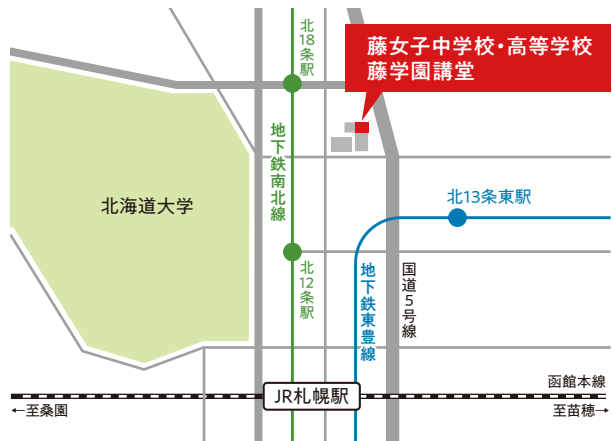 北18条駅
藤女子中学校・高等学校
藤学園講堂
地下鉄南北線
北海道大学
北13条東駅
北12条駅
地下鉄東豊線
国道5号線
函館本線
JR札幌駅
←至桑園
至苗穂→